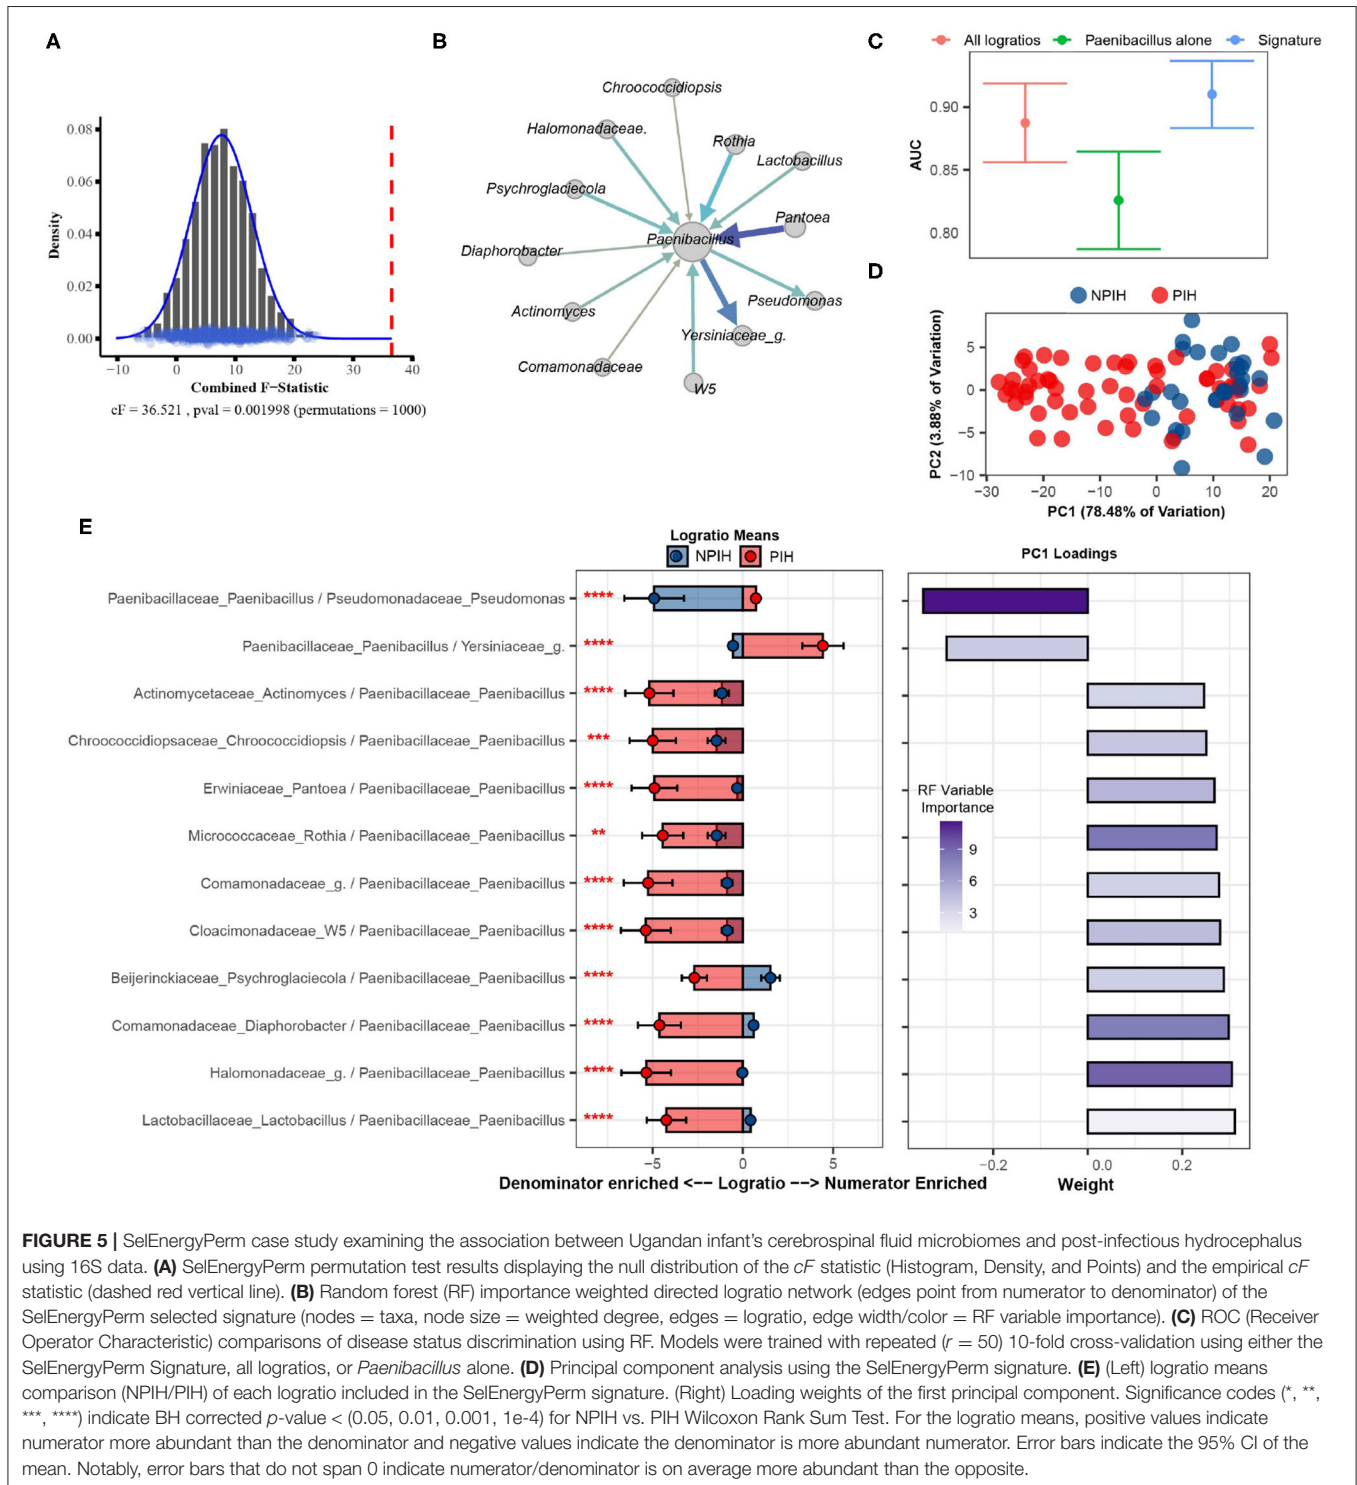 A
Density
0.08
0.06
0.04
0.02
0.00
−10 0 10 20 30 40
Combined F−Statistic
cF = 36.521 , pval = 0.001998 (permutations = 1000)
B
Chroococcidiopsis
Halomonadaceae.
Rothia
Lactobacillus
Psychroglaciecola
Pantoea
Paenibacillus
Diaphorobacter
Pseudomonas
Actinomyces
Yersiniaceae_g.
Comamonadaceae
W5
C
All logratios Paenibacillus alone Signature
AUC
0.90
0.85
0.80
D
NPIH PIH
PC2 (3.88% of Variation)
5
0
−5
−10
−30 −20 −10 0 10 20
PC1 (78.48% of Variation)
E
Logratio Means
NPIH PIH
PC1 Loadings
Paenibacillaceae_Paenibacillus / Pseudomonadaceae_Pseudomonas ****
Paenibacillaceae_Paenibacillus / Yersiniaceae_g. ****
Actinomycetaceae_Actinomyces / Paenibacillaceae_Paenibacillus ****
Chroococcidiopsaceae_Chroococcidiopsis / Paenibacillaceae_Paenibacillus ***
Erwiniaceae_Pantoea / Paenibacillaceae_Paenibacillus ****
Micrococcaceae_Rothia / Paenibacillaceae_Paenibacillus **
Comamonadaceae_g. / Paenibacillaceae_Paenibacillus ****
Cloacimonadaceae_W5 / Paenibacillaceae_Paenibacillus ****
Beijerinckiaceae_Psychroglaciecola / Paenibacillaceae_Paenibacillus ****
Comamonadaceae_Diaphorobacter / Paenibacillaceae_Paenibacillus ****
Halomonadaceae_g. / Paenibacillaceae_Paenibacillus ****
Lactobacillaceae_Lactobacillus / Paenibacillaceae_Paenibacillus ****
−5 0 5
Denominator enriched <−− Logratio −−> Numerator Enriched
RF Variable
Importance
9
6
3
−0.2 0.0 0.2
Weight
FIGURE 5 | SelEnergyPerm case study examining the association between Ugandan infant's cerebrospinal fluid microbiomes and post-infectious hydrocephalus
using 16S data. (A) SelEnergyPerm permutation test results displaying the null distribution of the cF statistic (Histogram, Density, and Points) and the empirical cF
statistic (dashed red vertical line). (B) Random forest (RF) importance weighted directed logratio network (edges point from numerator to denominator) of the
SelEnergyPerm selected signature (nodes = taxa, node size = weighted degree, edges = logratio, edge width/color = RF variable importance). (C) ROC (Receiver
Operator Characteristic) comparisons of disease status discrimination using RF. Models were trained with repeated (r = 50) 10-fold cross-validation using either the
SelEnergyPerm Signature, all logratios, or Paenibacillus alone. (D) Principal component analysis using the SelEnergyPerm signature. (E) (Left) logratio means
comparison (NPIH/PIH) of each logratio included in the SelEnergyPerm signature. (Right) Loading weights of the first principal component. Significance codes (*, **,
***, ****) indicate BH corrected p-value < (0.05, 0.01, 0.001, 1e-4) for NPIH vs. PIH Wilcoxon Rank Sum Test. For the logratio means, positive values indicate
numerator more abundant than the denominator and negative values indicate the denominator is more abundant numerator. Error bars indicate the 95% CI of the
mean. Notably, error bars that do not span 0 indicate numerator/denominator is on average more abundant than the opposite.